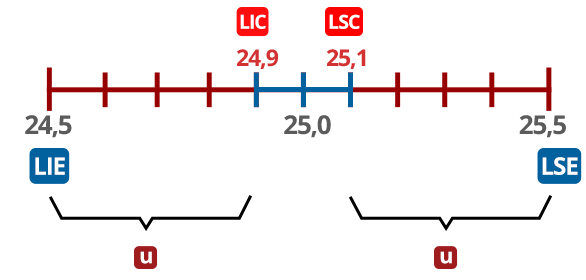 LIC LSC
24,9 25,1
24,5 25,0 25,5
LIE LSE
u u